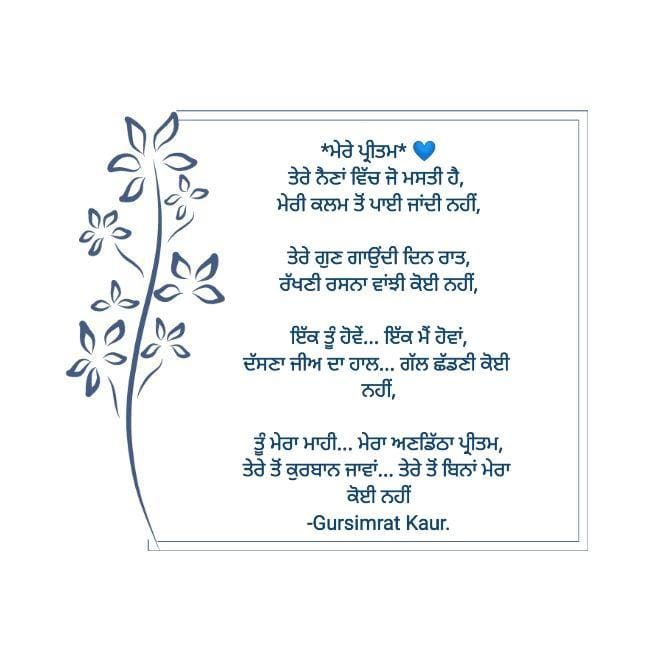 *ਮੇਰੇ ਪ੍ਰੀਤਮ* 💙
ਤੇਰੇ ਨੈਣਾਂ ਵਿੱਚ ਜੋ ਮਸਤੀ ਹੈ,
ਮੇਰੀ ਕਲਮ ਤੋਂ ਪਾਈ ਜਾਂਦੀ ਨਹੀਂ,
ਤੇਰੇ ਗੁਣ ਗਾਉਂਦੀ ਦਿਨ ਰਾਤ,
ਰੱਖਣੀ ਰਸਨਾ ਵਾਂਝੀ ਕੋਈ ਨਹੀਂ,
ਇੱਕ ਤੂੰ ਹੋਵੇਂ... ਇੱਕ ਮੈਂ ਹੋਵਾਂ,
ਦੱਸਣਾ ਜੀਅ ਦਾ ਹਾਲ... ਗੱਲ ਛੱਡਣੀ ਕੋਈ
ਨਹੀਂ,
ਤੂੰ ਮੇਰਾ ਮਾਹੀ... ਮੇਰਾ ਅਣਡਿੱਠਾ ਪ੍ਰੀਤਮ,
ਤੇਰੇ ਤੋਂ ਕੁਰਬਾਨ ਜਾਵਾਂ... ਤੇਰੇ ਤੋਂ ਬਿਨਾਂ ਮੇਰਾ
ਕੋਈ ਨਹੀਂ
-Gursimrat Kaur.